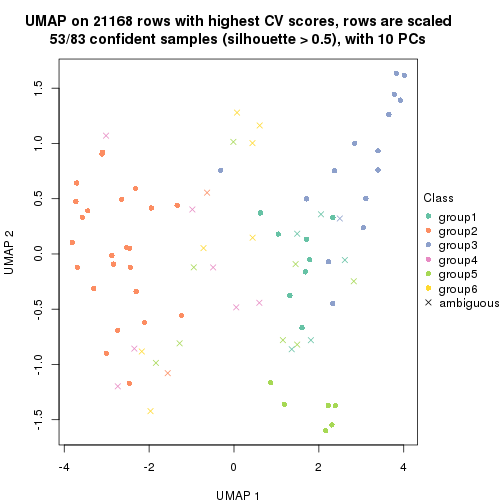 UMAP on 21168 rows with highest CV scores, rows are scaled
53/83 confident samples (silhouette > 0.5), with 10 PCs
UMAP 2
1.5
1.0
0.5
0.0
-0.5
-1.0
-1.5
-4
-2
0
2
4
UMAP 1
Class
group1
group2
group3
group4
group5
group6
ambiguous